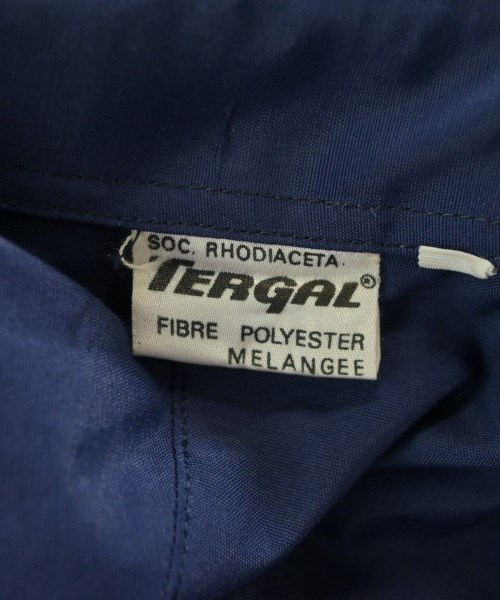 SOC. RHODIACETA.
TERGAL®
FIBRE POLYESTER
MELANGEE